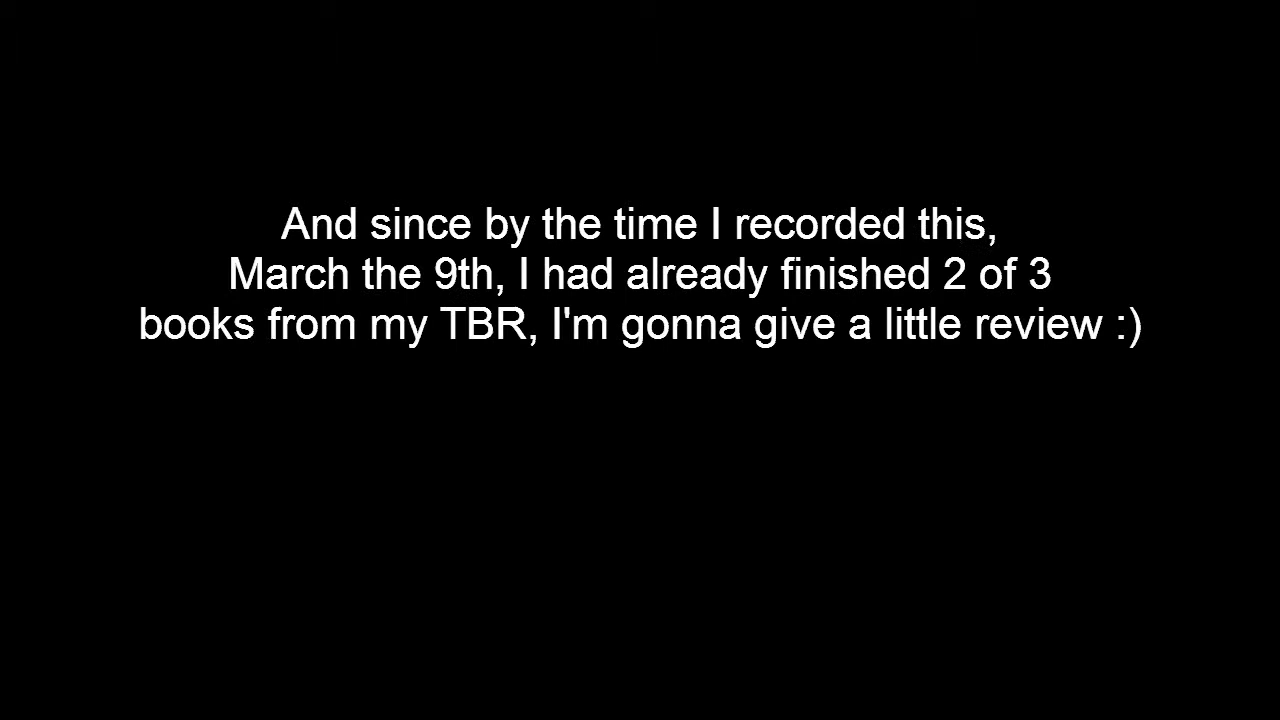 And since by the time I recorded this,
March the 9th, I had already finished 2 of 3
books from my TBR, I'm gonna give a little review :)